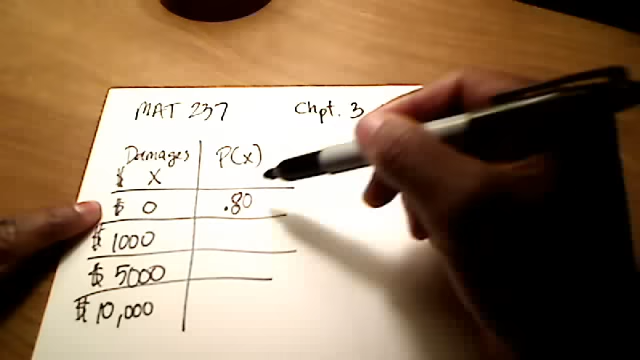 MAT 237 Chpt. 3
Damages P(x)
$ X
$ 0 .80
$ 1000
$ 5000
$ 10,000